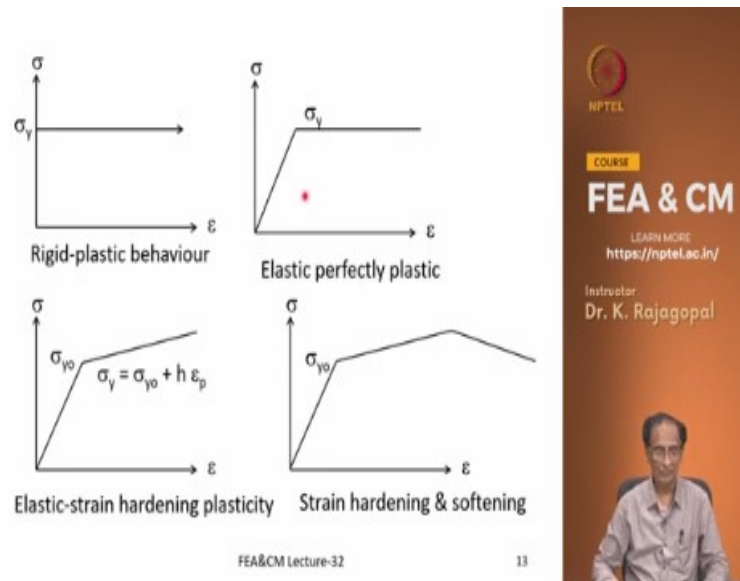 σ
σy
ε
Rigid-plastic behaviour
σ
σy
ε
Elastic perfectly plastic
σ
σyo
σy = σyo + h εp
ε
Elastic-strain hardening plasticity
σ
σyo
ε
Strain hardening & softening
FEA&CM Lecture-32
13
NPTEL
COURSE
FEA & CM
LEARN MORE
https://nptel.ac.in/
Instructor
Dr. K. Rajagopal